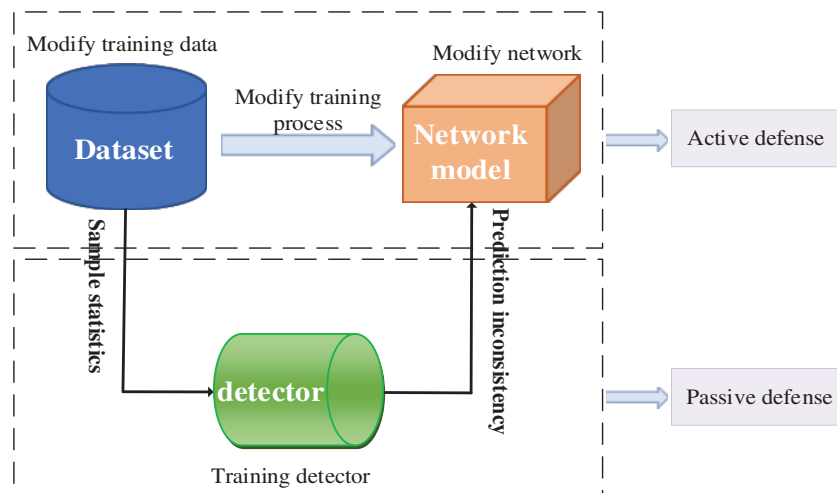 Modify training data
Modify network
Modify training
process
Dataset
Network
model
Active defense
Sample statistics
Prediction inconsistency
detector
Passive defense
Training detector